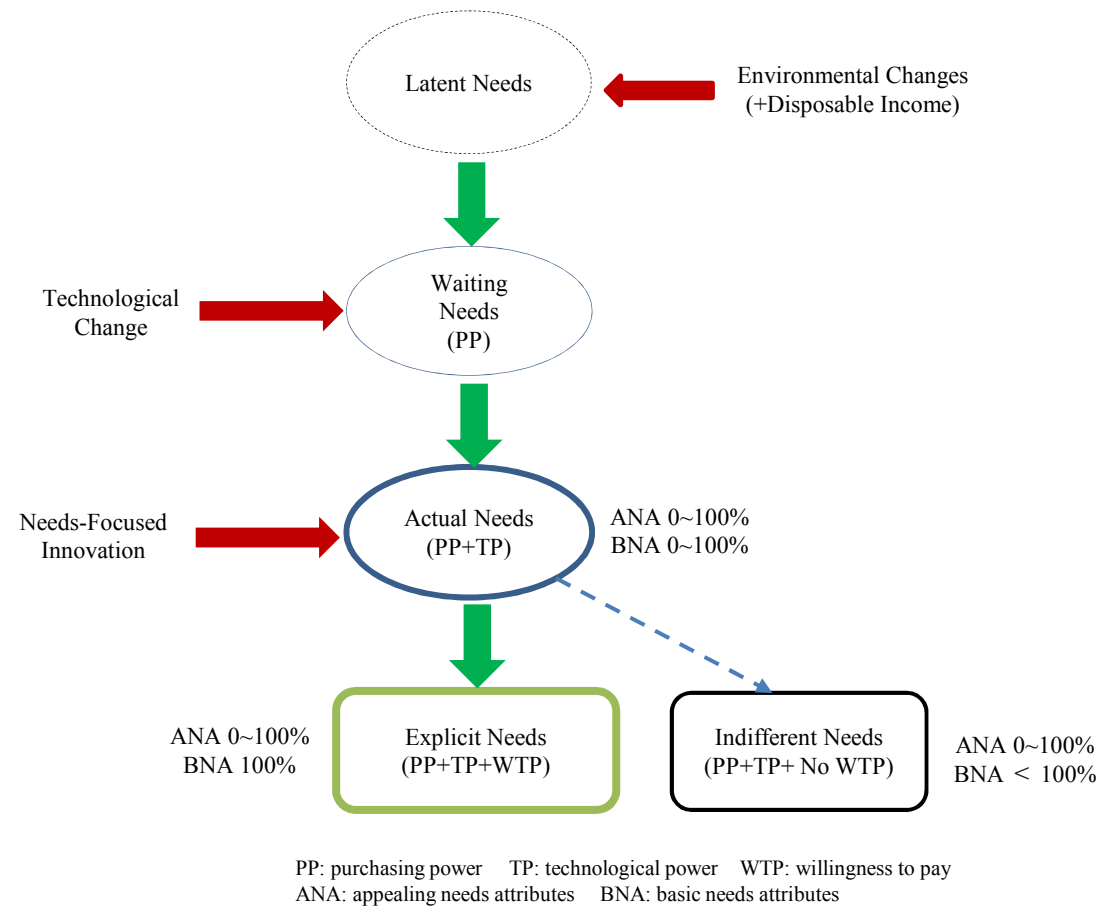 Latent Needs
Environmental Changes
(+Disposable Income)
Waiting
Needs
(PP)
Technological
Change
Needs-Focused
Innovation
Actual Needs
(PP+TP)
ANA 0~100%
BNA 0~100%
ANA 0~100%
BNA 100%
Explicit Needs
(PP+TP+WTP)
Indifferent Needs
(PP+TP+ No WTP)
ANA 0~100%
BNA < 100%
PP: purchasing power TP: technological power WTP: willingness to pay
ANA: appealing needs attributes BNA: basic needs attributes